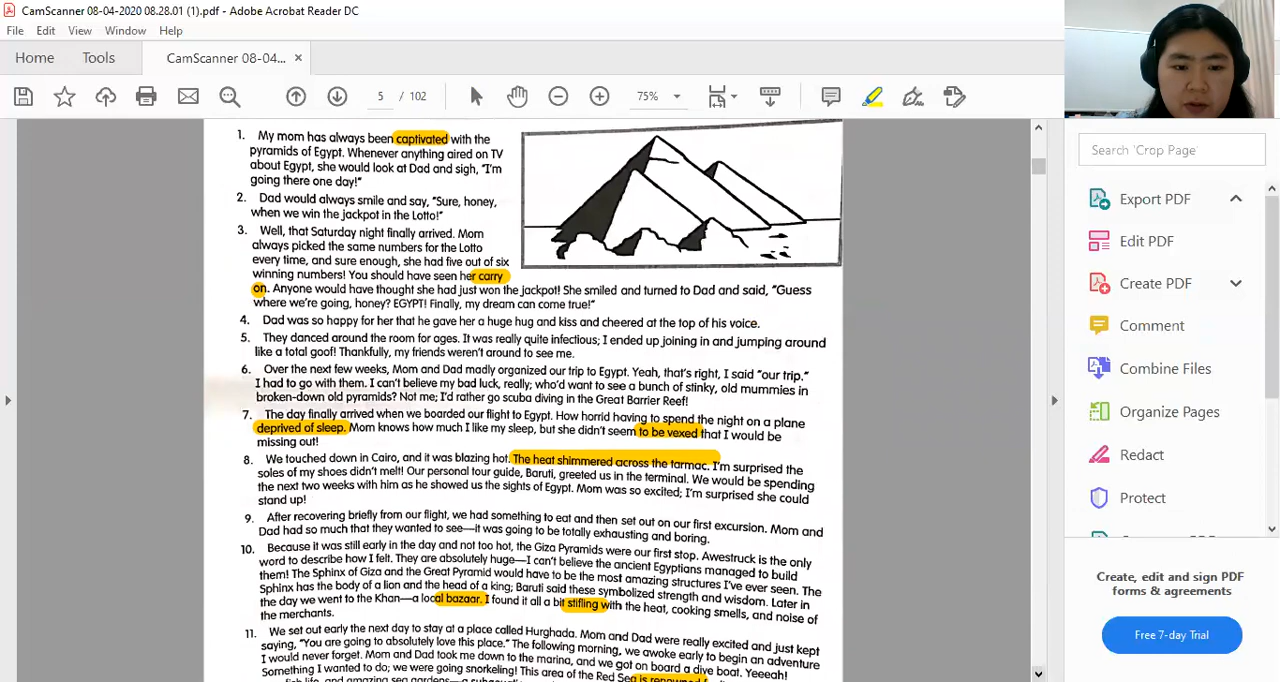 CamScanner 08-04-2020 08.28.01 (1).pdf - Adobe Acrobat Reader DC
File Edit View Window Help
Home Tools CamScanner 08-04... ×
5 / 102 75%
Search 'Crop Page'
Export PDF
Edit PDF
Create PDF
Comment
Combine Files
Organize Pages
Redact
Protect
Create, edit and sign PDF
forms & agreements
Free 7-day Trial
1. My mom has always been captivated with the
pyramids of Egypt. Whenever anything aired on TV
about Egypt, she would look at Dad and sigh, "I'm
going there one day!"
2. Dad would always smile and say, "Sure, honey,
when we win the jackpot in the Lotto!"
3. Well, that Saturday night finally arrived. Mom
always picked the same numbers for the Lotto
every time, and sure enough, she had five out of six
winning numbers! You should have seen her carry
on. Anyone would have thought she had just won the jackpot! She smiled and turned to Dad and said, "Guess
where we're going, honey? EGYPT! Finally, my dream can come true!"
4. Dad was so happy for her that he gave her a huge hug and kiss and cheered at the top of his voice.
5. They danced around the room for ages. It was really quite infectious; I ended up joining in and jumping around
like a total goof! Thankfully, my friends weren't around to see me.
6. Over the next few weeks, Mom and Dad madly organized our trip to Egypt. Yeah, that's right, I said "our trip."
I had to go with them. I can't believe my bad luck, really; who'd want to see a bunch of stinky, old mummies in
broken-down old pyramids? Not me; I'd rather go scuba diving in the Great Barrier Reef!
7. The day finally arrived when we boarded our flight to Egypt. How horrid having to spend the night on a plane
deprived of sleep. Mom knows how much I like my sleep, but she didn't seem to be vexed that I would be
missing out!
8. We touched down in Cairo, and it was blazing hot. The heat shimmered across the tarmac. I'm surprised the
soles of my shoes didn't melt! Our personal tour guide, Baruti, greeted us in the terminal. We would be spending
the next two weeks with him as he showed us the sights of Egypt. Mom was so excited; I'm surprised she could
stand up!
9. After recovering briefly from our flight, we had something to eat and then set out on our first excursion. Mom and
Dad had so much that they wanted to see—it was going to be totally exhausting and boring.
10. Because it was still early in the day and not too hot, the Giza Pyramids were our first stop. Awestruck is the only
word to describe how I felt. They are absolutely huge—I can't believe the ancient Egyptians managed to build
them! The Sphinx of Giza and the Great Pyramid would have to be the most amazing structures I've ever seen. The
Sphinx has the body of a lion and the head of a king; Baruti said these symbolized strength and wisdom. Later in
the day we went to the Khan—a local bazaar. I found it all a bit stifling with the heat, cooking smells, and noise of
the merchants.
11. We set out early the next day to stay at a place called Hurghada. Mom and Dad were really excited and just kept
saying, "You are going to absolutely love this place." The following morning, we awoke early to begin an adventure
I would never forget. Mom and Dad took me down to the marina, and we got on board a dive boat. Yeeeah!
Something I wanted to do; we were going snorkeling! This area of the Red Sea is renowned
fish life, and amazing sea gardens—a